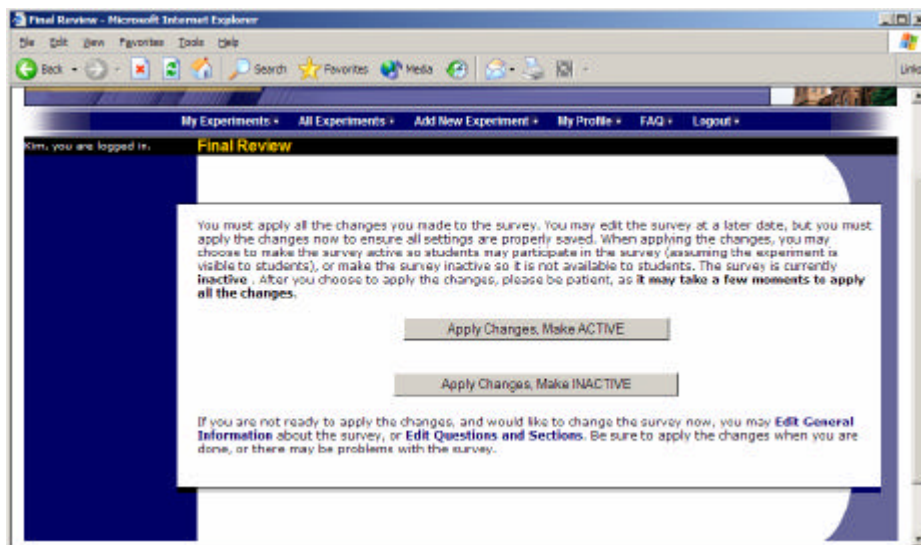 Final Review - Microsoft Internet Explorer
File Edit View Favorites Tools Help
Back Search Favorites Media Links
My Experiments All Experiments Add New Experiment My Profile FAQ Logout
Kim, you are logged in. Final Review
You must apply all the changes you made to the survey. You may edit the survey at a later date, but you must
apply the changes now to ensure all settings are properly saved. When applying the changes, you may
choose to make the survey active so students may participate in the survey (assuming the experiment is
visible to students), or make the survey inactive so it is not available to students. The survey is currently
inactive . After you choose to apply the changes, please be patient, as it may take a few moments to apply
all the changes.
Apply Changes, Make ACTIVE
Apply Changes, Make INACTIVE
If you are not ready to apply the changes, and would like to change the survey now, you may Edit General
Information about the survey, or Edit Questions and Sections. Be sure to apply the changes when you are
done, or there may be problems with the survey.